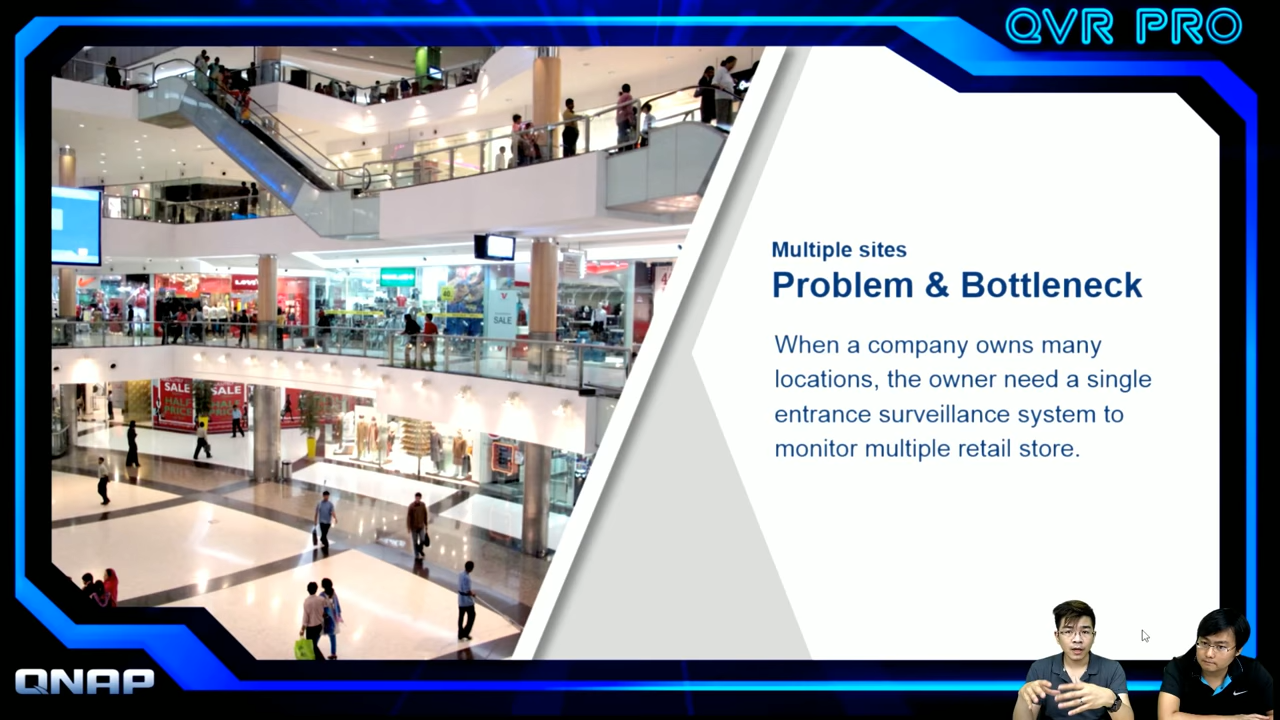 QVR PRO
Multiple sites
Problem & Bottleneck
When a company owns many
locations, the owner need a single
entrance surveillance system to
monitor multiple retail store.
SALE
SALE
SALE
HALF
PRICE
QNAP